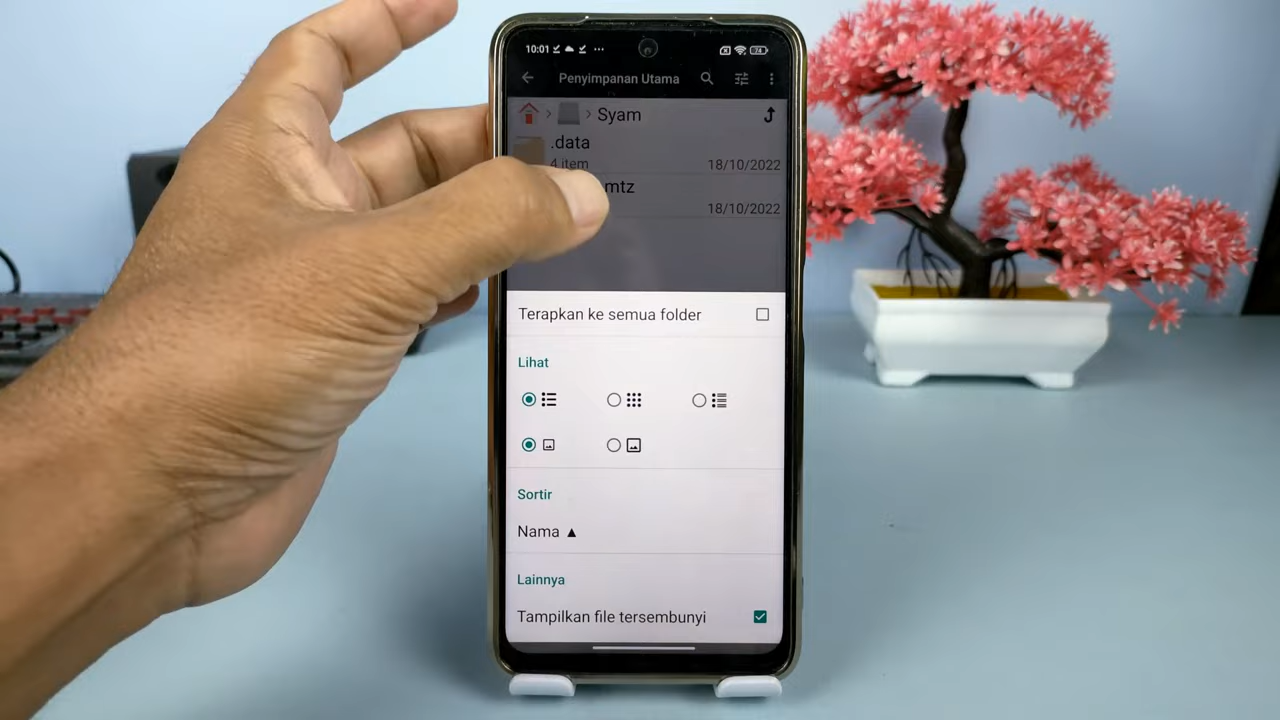 10:01
74
Penyimpanan Utama
Syam
.data
4 item 18/10/2022
mtz
18/10/2022
Terapkan ke semua folder
Lihat
Sortir
Nama ▲
Lainnya
Tampilkan file tersembunyi